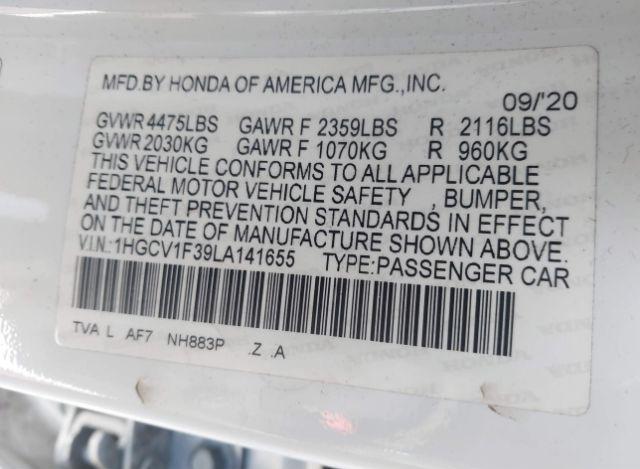 MFD.BY HONDA OF AMERICA MFG.,INC.
09/'20
GVWR 4475LBS GAWR F 2359LBS R 2116LBS
GVWR 2030KG GAWR F 1070KG R 960KG
THIS VEHICLE CONFORMS TO ALL APPLICABLE
FEDERAL MOTOR VEHICLE SAFETY , BUMPER,
AND THEFT PREVENTION STANDARDS IN EFFECT
ON THE DATE OF MANUFACTURE SHOWN ABOVE.
V.I.N.:1HGCV1F39LA141655 TYPE:PASSENGER CAR
TVA L AF7 NH883P .Z .A